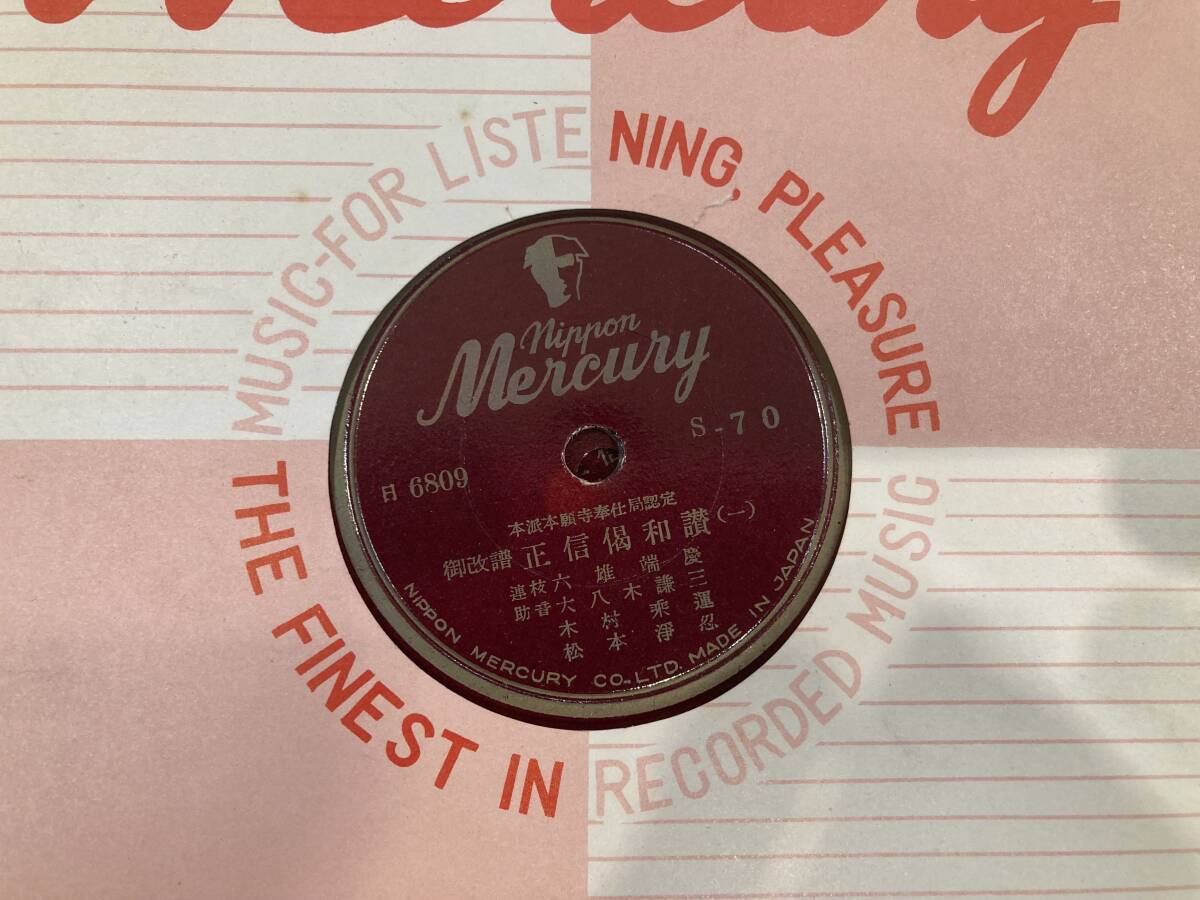 Mercury
THE FINEST IN RECORDED MUSIC-FOR LISTENING, PLEASURE
Nippon
Mercury
S-70
日 6809
本派本願寺奉仕局認定
御改譜 正信偈和讃(一)
連枝 六雄端慶
助音 大八木謙三
木村乘運
松本淨忍
NIPPON MERCURY CO., LTD. MADE IN JAPAN